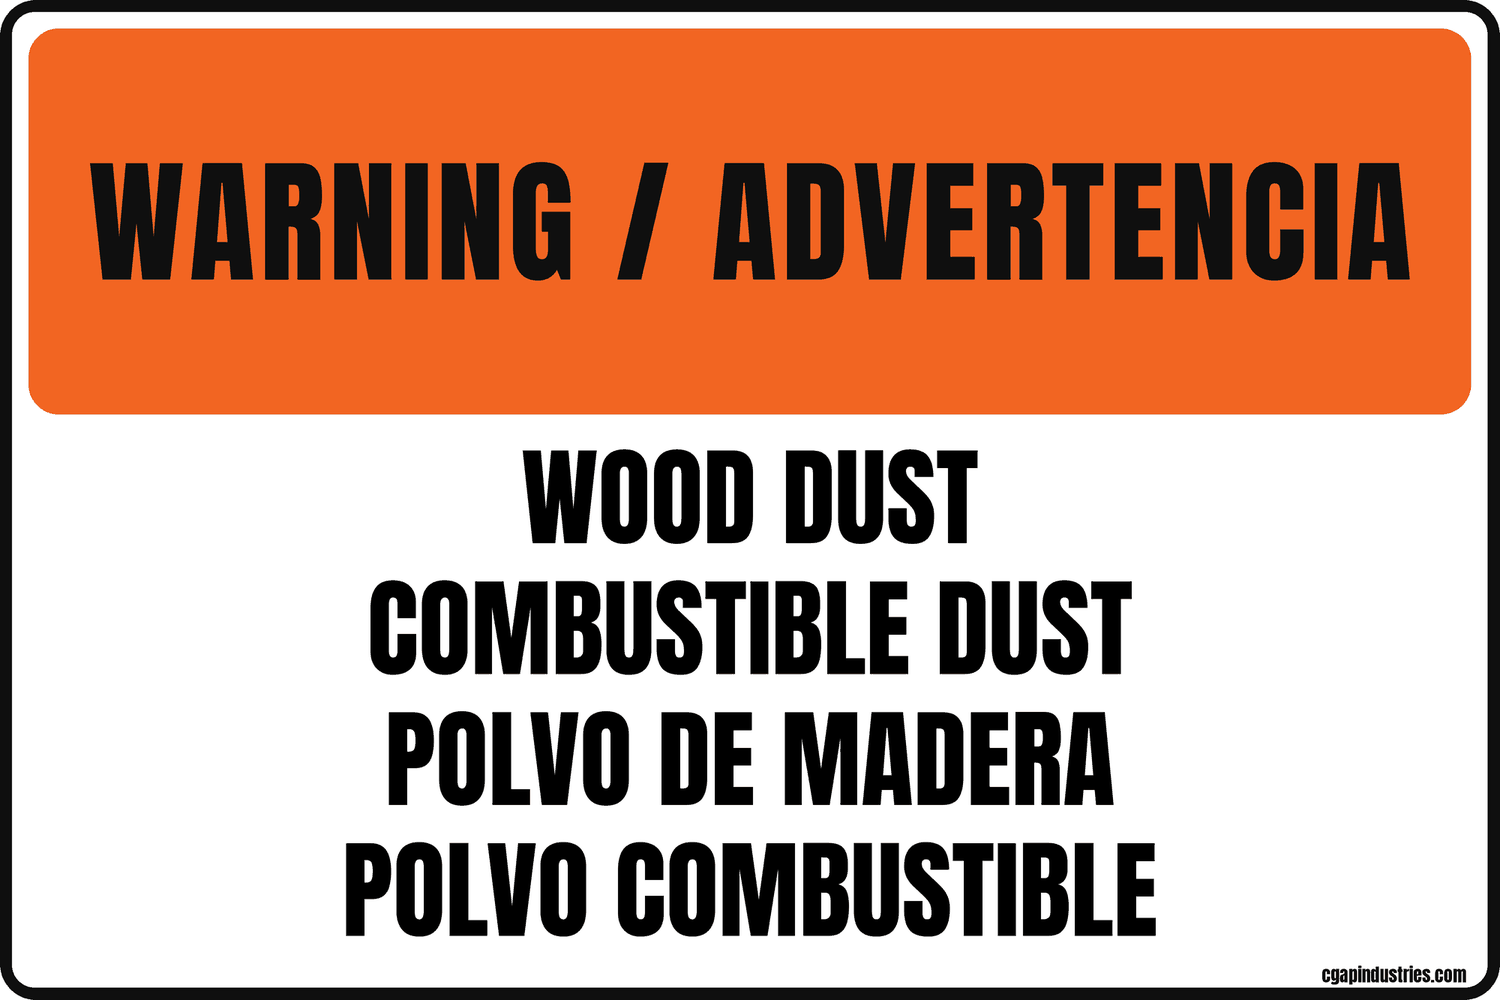 WARNING / ADVERTENCIA
WOOD DUST
COMBUSTIBLE DUST
POLVO DE MADERA
POLVO COMBUSTIBLE
cgapindustries.com